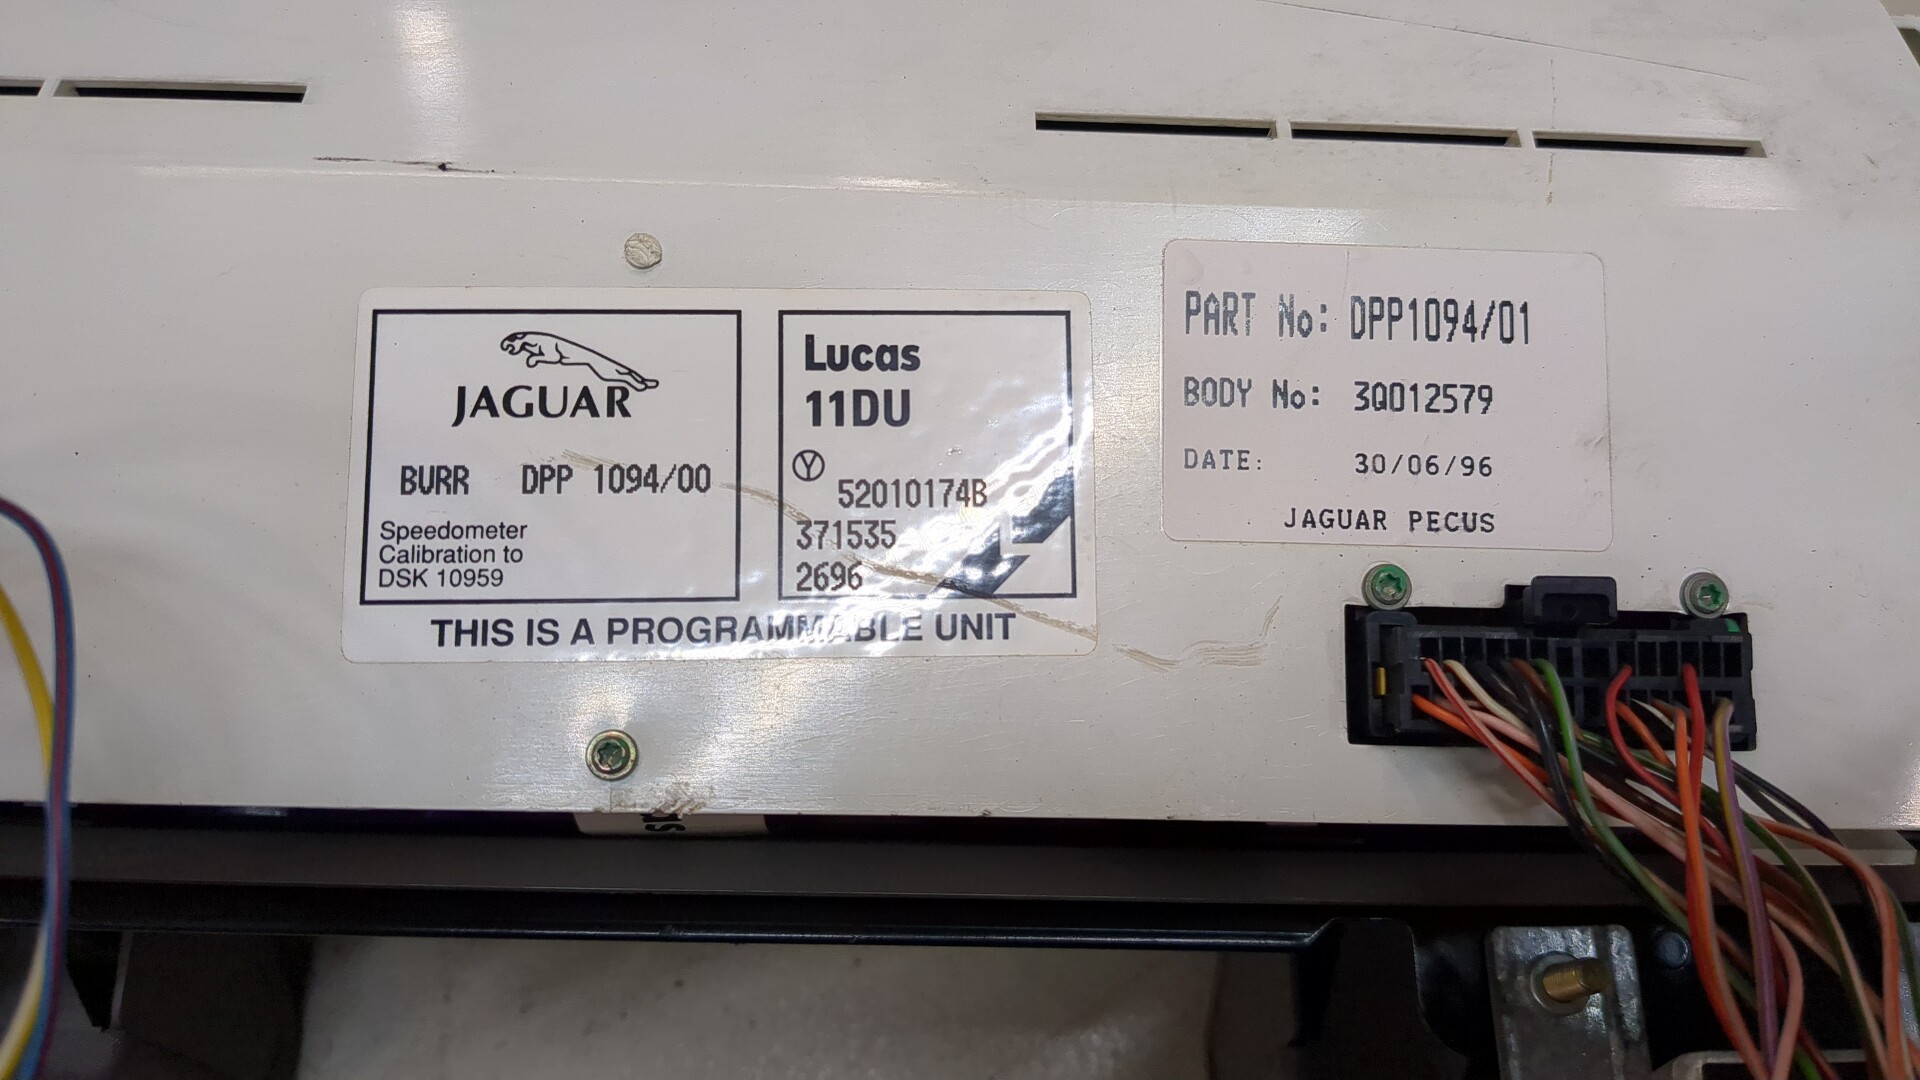 JAGUAR
BURR DPP 1094/00
Speedometer
Calibration to
DSK 10959
Lucas
11DU
Y
52010174B
371535
2696
THIS IS A PROGRAMMABLE UNIT
PART No: DPP1094/01
BODY No: 3Q012579
DATE: 30/06/96
JAGUAR PECUS